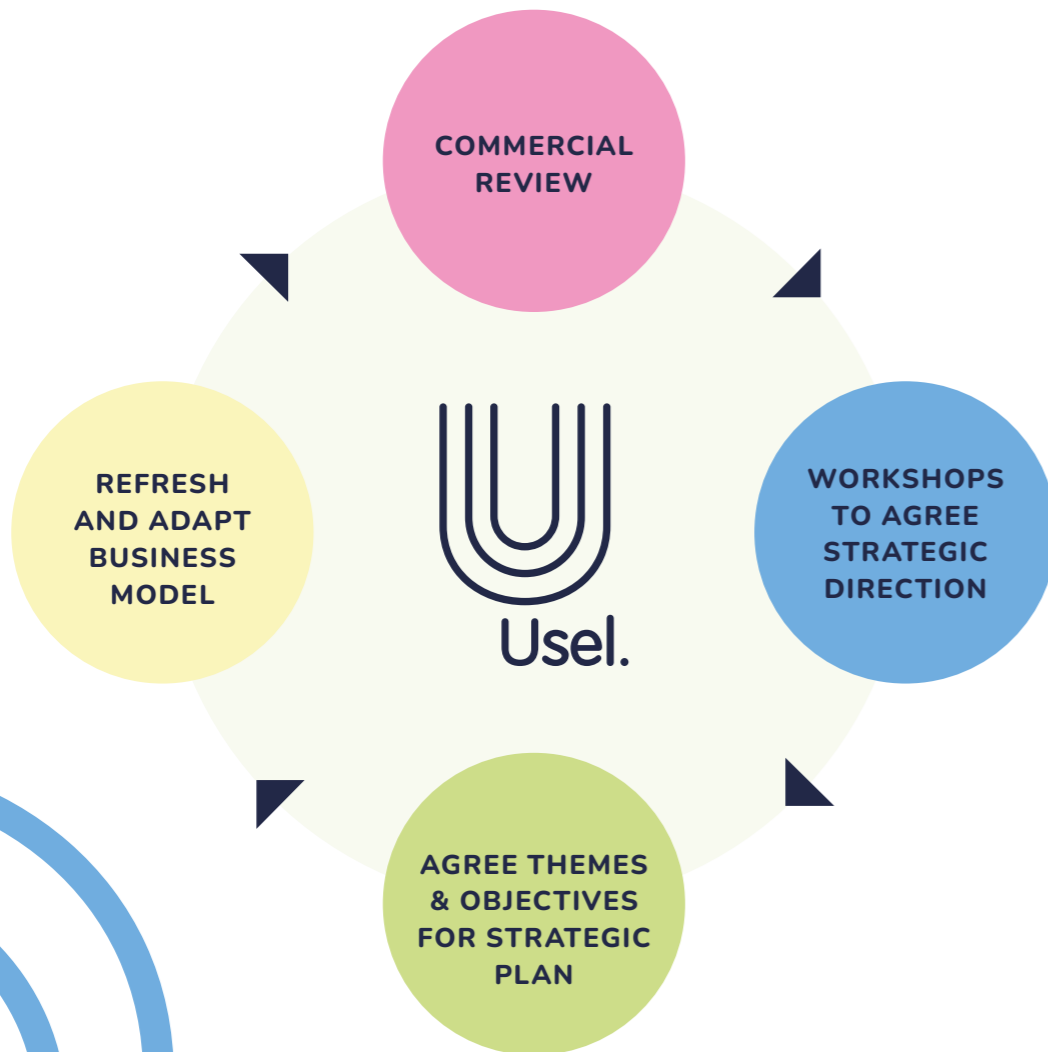 COMMERCIAL
REVIEW
REFRESH
AND ADAPT
BUSINESS
MODEL
WORKSHOPS
TO AGREE
STRATEGIC
DIRECTION
Usel.
AGREE THEMES
& OBJECTIVES
FOR STRATEGIC
PLAN